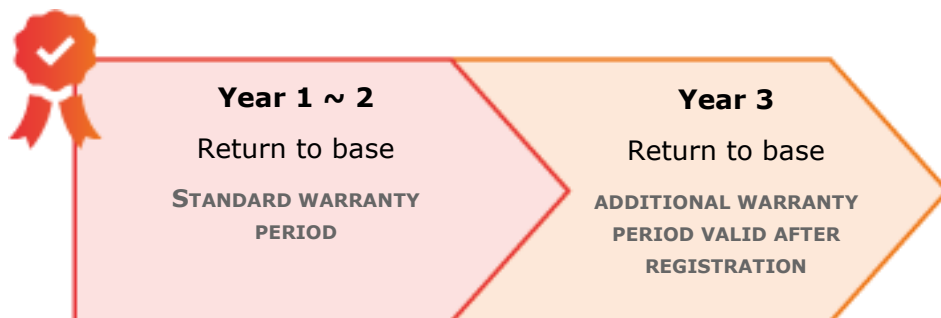 Year 1 ~ 2
Return to base
STANDARD WARRANTY
PERIOD
Year 3
Return to base
ADDITIONAL WARRANTY
PERIOD VALID AFTER
REGISTRATION